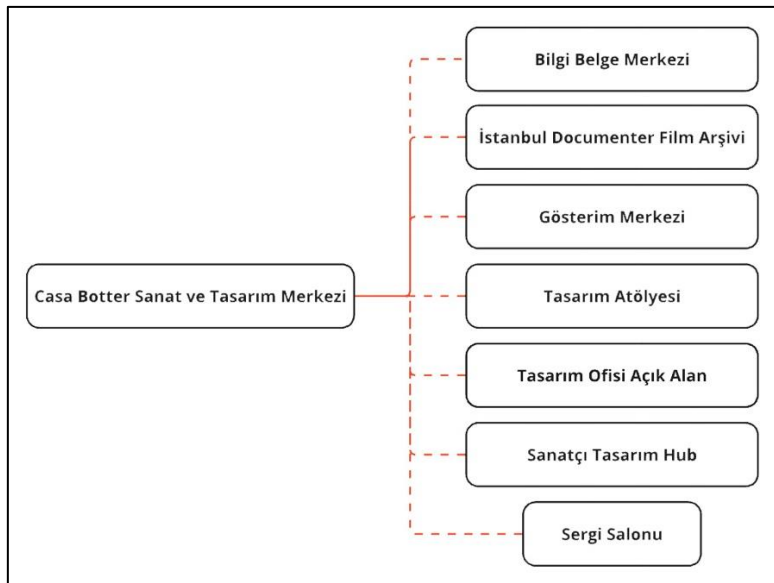 Bilgi Belge Merkezi
İstanbul Documenter Film Arşivi
Gösterim Merkezi
Casa Botter Sanat ve Tasarım Merkezi
Tasarım Atölyesi
Tasarım Ofisi Açık Alan
Sanatçı Tasarım Hub
Sergi Salonu